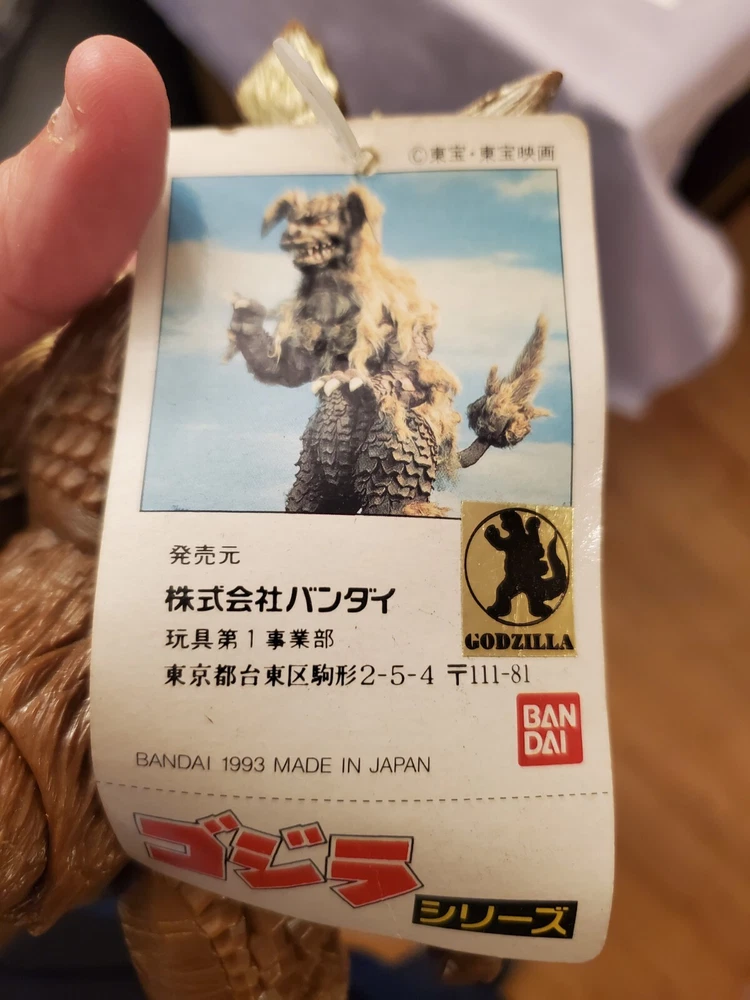 ©東宝・東宝映画
発売元
株式会社バンダイ
玩具第1事業部
東京都台東区駒形2-5-4 〒111-81
GODZILLA
BAN
DAI
BANDAI 1993 MADE IN JAPAN
ゴジラ
シリーズ